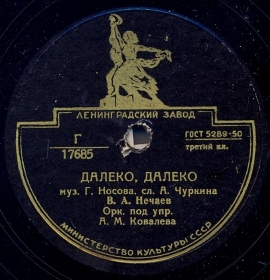 ЛЕНИНГРАДСКИЙ ЗАВОД
Г
17685
ГОСТ 5289-50
третий кл.
ДАЛЕКО, ДАЛЕКО
муз. Г. Носова, сл. А. Чуркина
В. А. Нечаев
Орк. под упр.
А. М. Ковалева
МИНИСТЕРСТВО КУЛЬТУРЫ СССР